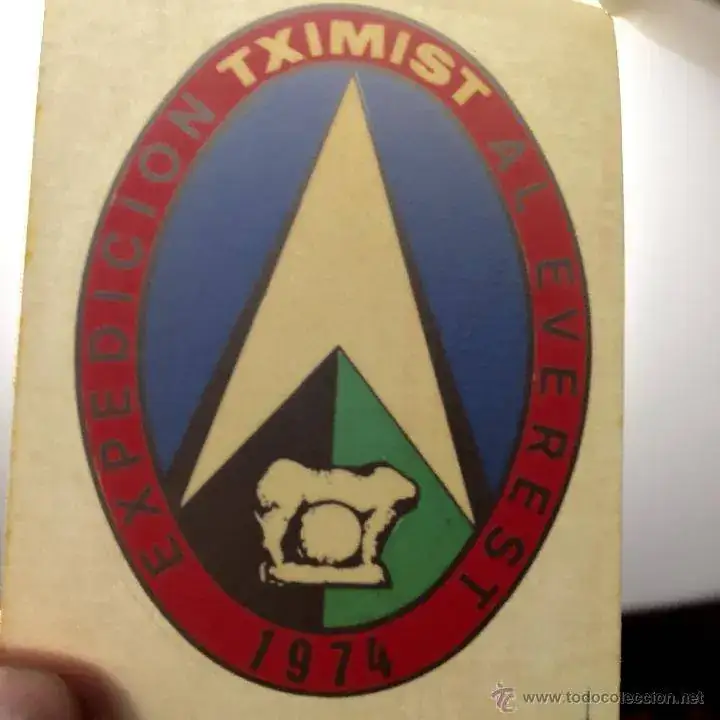 EXPEDICION TXIMIST AL EVEREST
1974
© www.todocoleccion.net